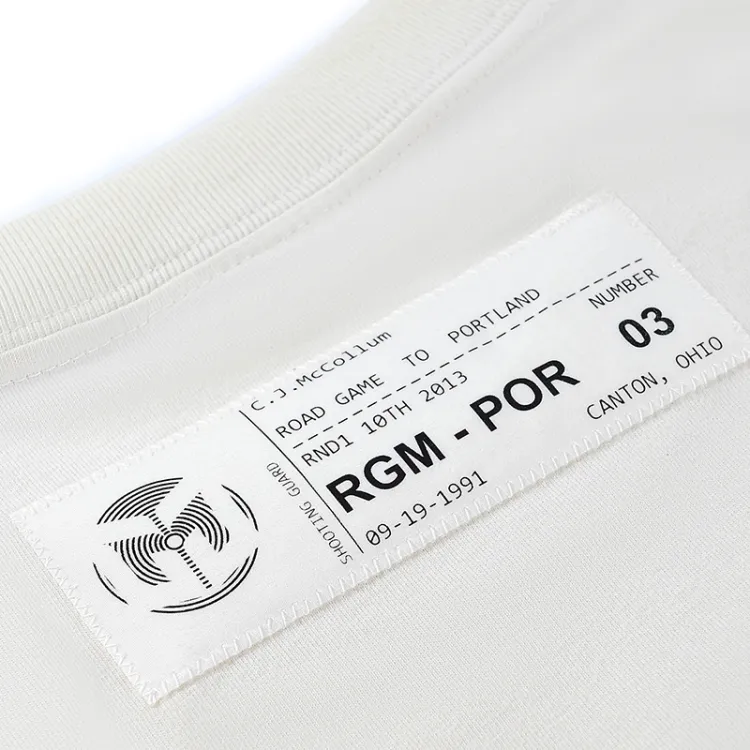 C.J.McCollum
ROAD GAME TO PORTLAND
RND1 10TH 2013
NUMBER
RGM - POR
03
09-19-1991
CANTON, OHIO
SHOOTING GUARD